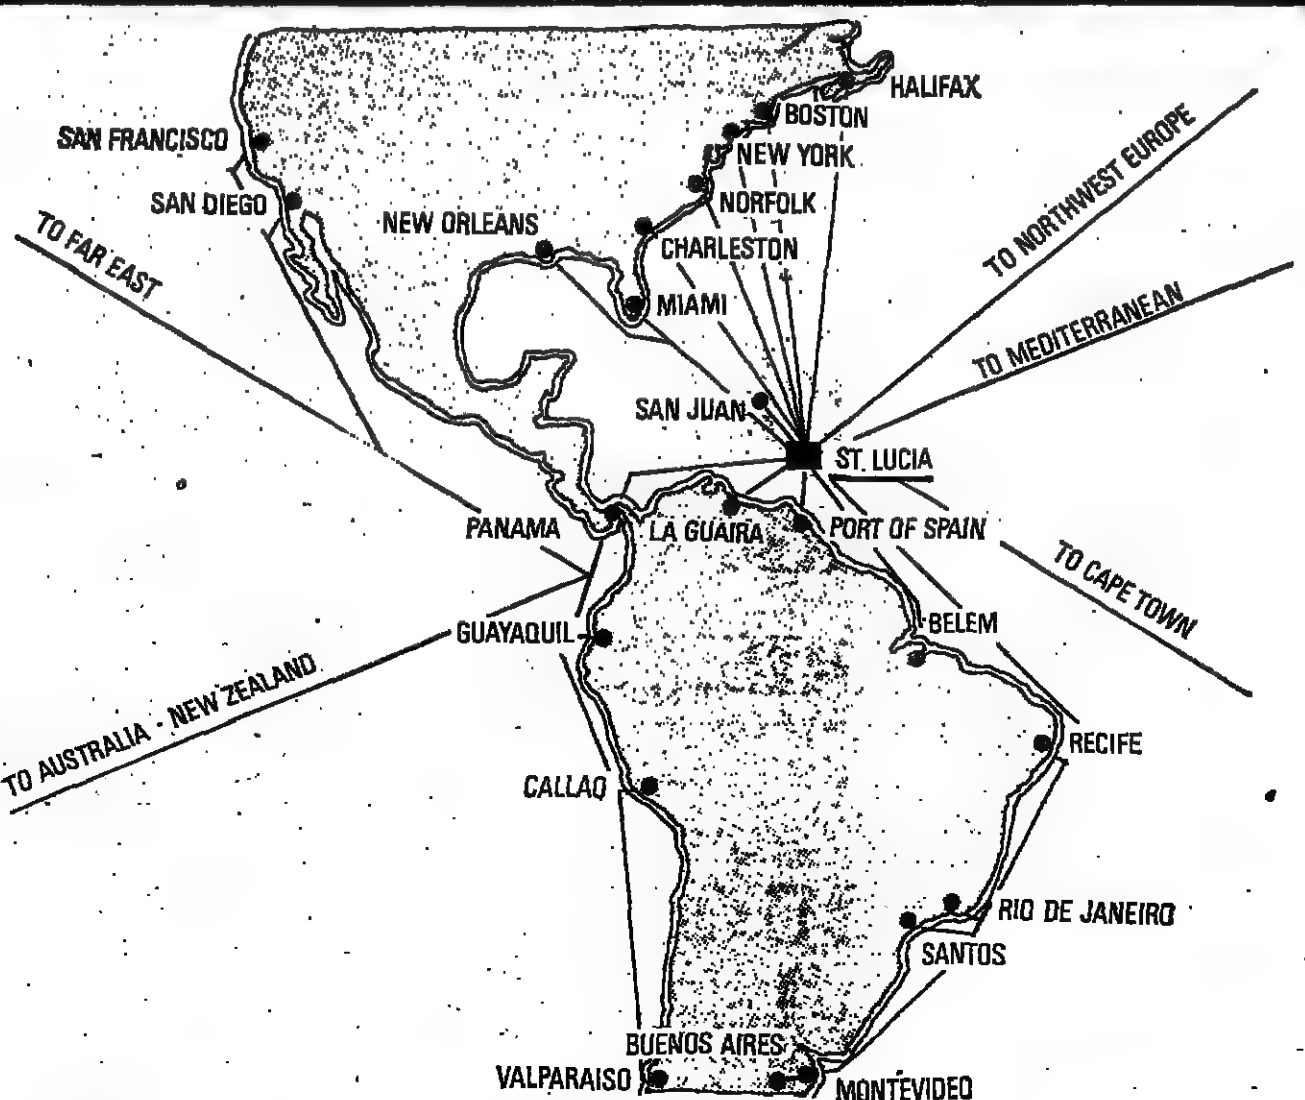 HALIFAX
BOSTON
SAN FRANCISCO
NEW YORK
SAN DIEGO
NORFOLK
NEW ORLEANS
CHARLESTON
TO NORTHWEST EUROPE
TO FAR EAST
MIAMI
TO MEDITERRANEAN
SAN JUAN
ST. LUCIA
PANAMA
LA GUAIRA
PORT OF SPAIN
TO CAPE TOWN
GUAYAQUIL
BELEM
TO AUSTRALIA - NEW ZEALAND
RECIFE
CALLAO
RIO DE JANEIRO
SANTOS
BUENOS AIRES
VALPARAISO
MONTEVIDEO